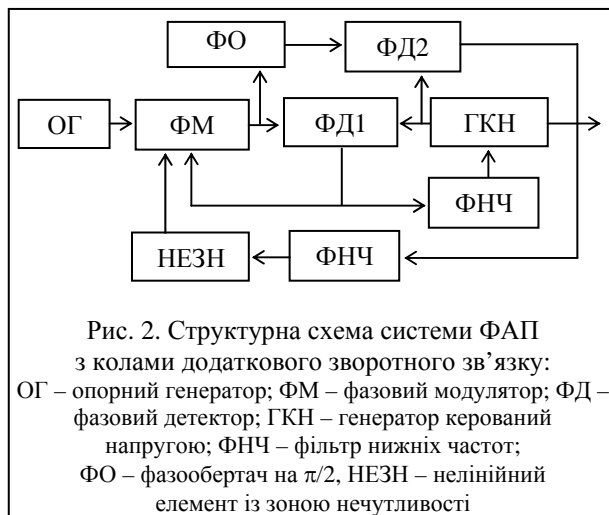 ФО
ФД2
ОГ
ФМ
ФД1
ГКН
ФНЧ
НЕЗН
ФНЧ
Рис. 2. Структурна схема системи ФАП
з колами додаткового зворотного зв’язку:
ОГ – опорний генератор; ФМ – фазовий модулятор; ФД –
фазовий детектор; ГКН – генератор керований
напругою; ФНЧ – фільтр нижніх частот;
ФО – фазообертач на π/2, НЕЗН – нелінійний
елемент із зоною нечутливості